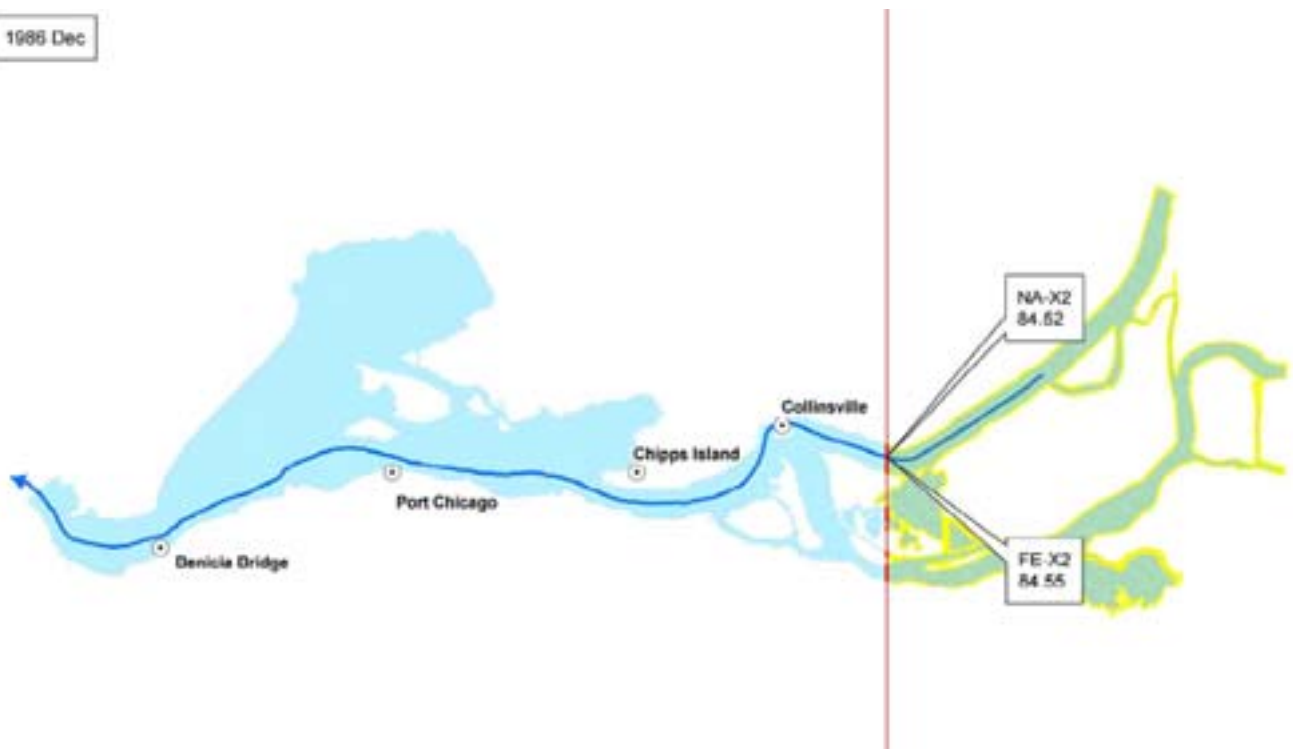 1986 Dec
NA-X2
84.52
Collinsville
Chipps Island
Port Chicago
Benicia Bridge
FE-X2
84.55